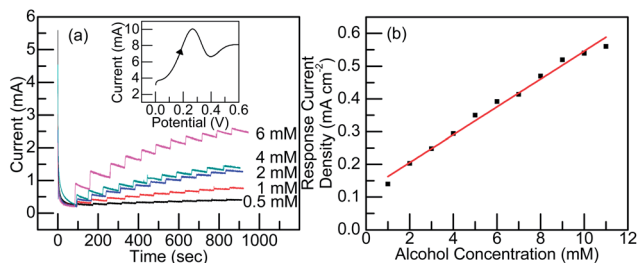 (a)
Current (mA)
6
5
4
3
2
1
0
0 200 400 600 800 1000
Time (sec)
Current (mA)
10
8
6
4
2
0.0 0.2 0.4 0.6
Potential (V)
6 mM
4 mM
2 mM
1 mM
0.5 mM
(b)
Response Current
Density (mA cm-2)
0.6
0.5
0.4
0.3
0.2
0.1
0.0
0 2 4 6 8 10 12
Alcohol Concentration (mM)